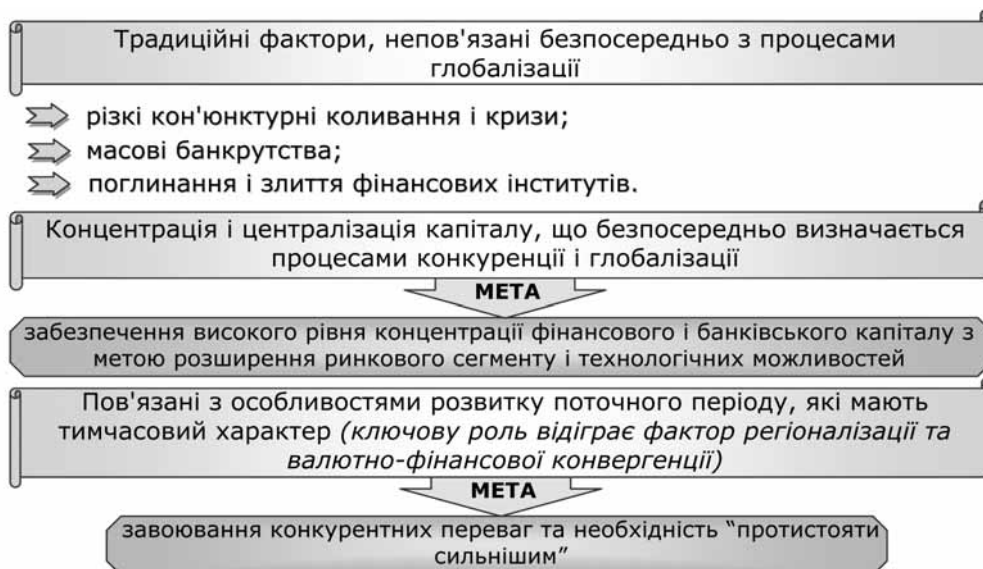 Традиційні фактори, непов'язані безпосередньо з процесами
глобалізації
різкі кон'юнктурні коливання і кризи;
масові банкрутства;
поглинання і злиття фінансових інститутів.
Концентрація і централізація капіталу, що безпосередньо визначається
процесами конкуренції і глобалізації
МЕТА
забезпечення високого рівня концентрації фінансового і банківського капіталу з
метою розширення ринкового сегменту і технологічних можливостей
Пов'язані з особливостями розвитку поточного періоду, які мають
тимчасовий характер (ключову роль відіграє фактор регіоналізації та
валютно-фінансової конвергенції)
МЕТА
завоювання конкурентних переваг та необхідність “протистояти
сильнішим”